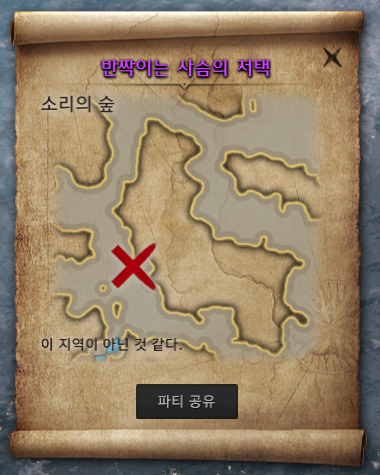 반짝이는 사슴의 저택
소리의 숲
이 지역이 아닌 것 같다.
파티 공유